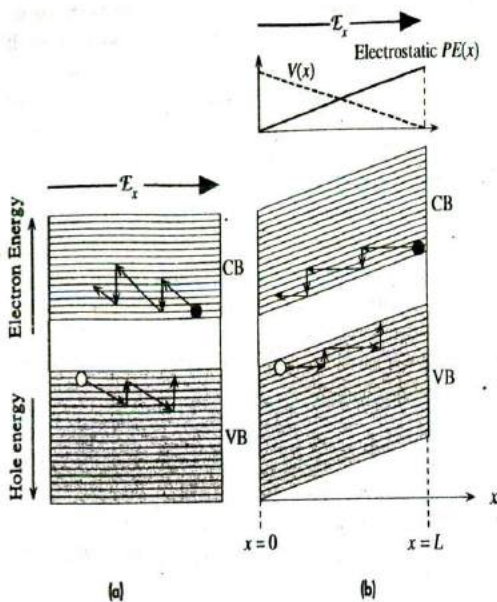 ℰx
ℰx
Electrostatic PE(x)
V(x)
Electron Energy
Hole energy
CB
VB
CB
VB
x
x = 0
x = L
(a)
(b)